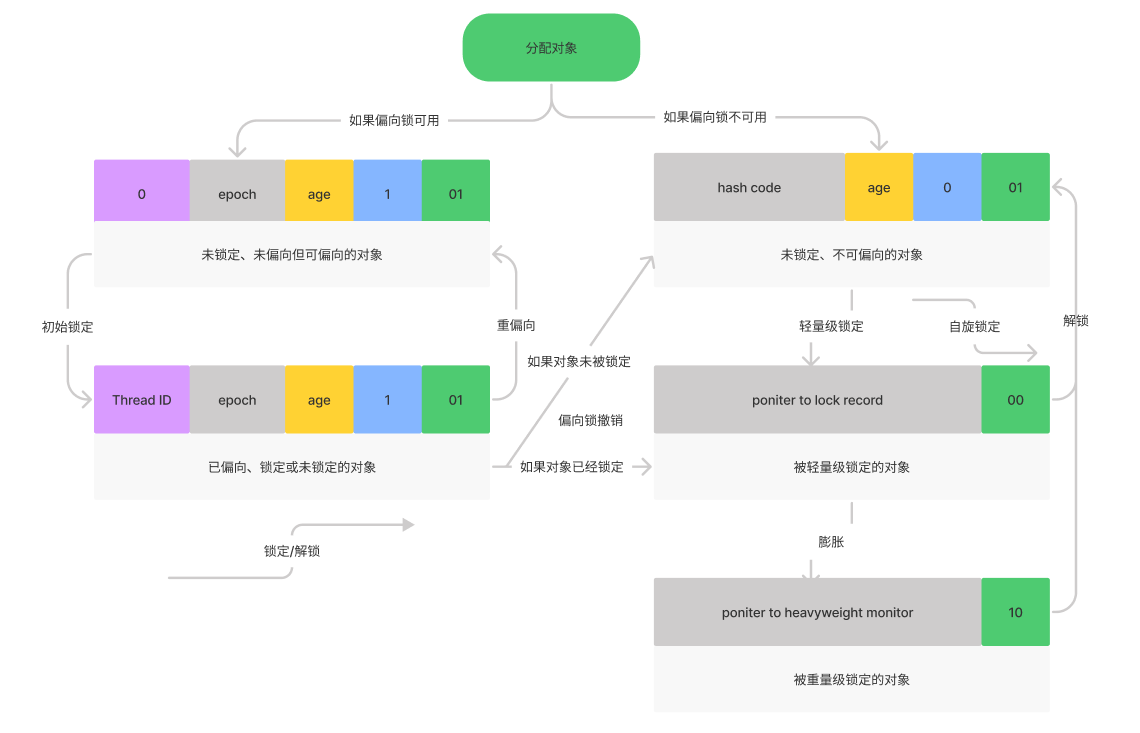 分配对象
如果偏向锁可用
如果偏向锁不可用
0
epoch
age
1
01
hash code
age
0
01
未锁定、未偏向但可偏向的对象
未锁定、不可偏向的对象
初始锁定
重偏向
轻量级锁定
自旋锁定
解锁
如果对象未被锁定
Thread ID
epoch
age
1
01
poniter to lock record
00
偏向锁撤销
已偏向、锁定或未锁定的对象
如果对象已经锁定
被轻量级锁定的对象
锁定/解锁
膨胀
poniter to heavyweight monitor
10
被重量级锁定的对象